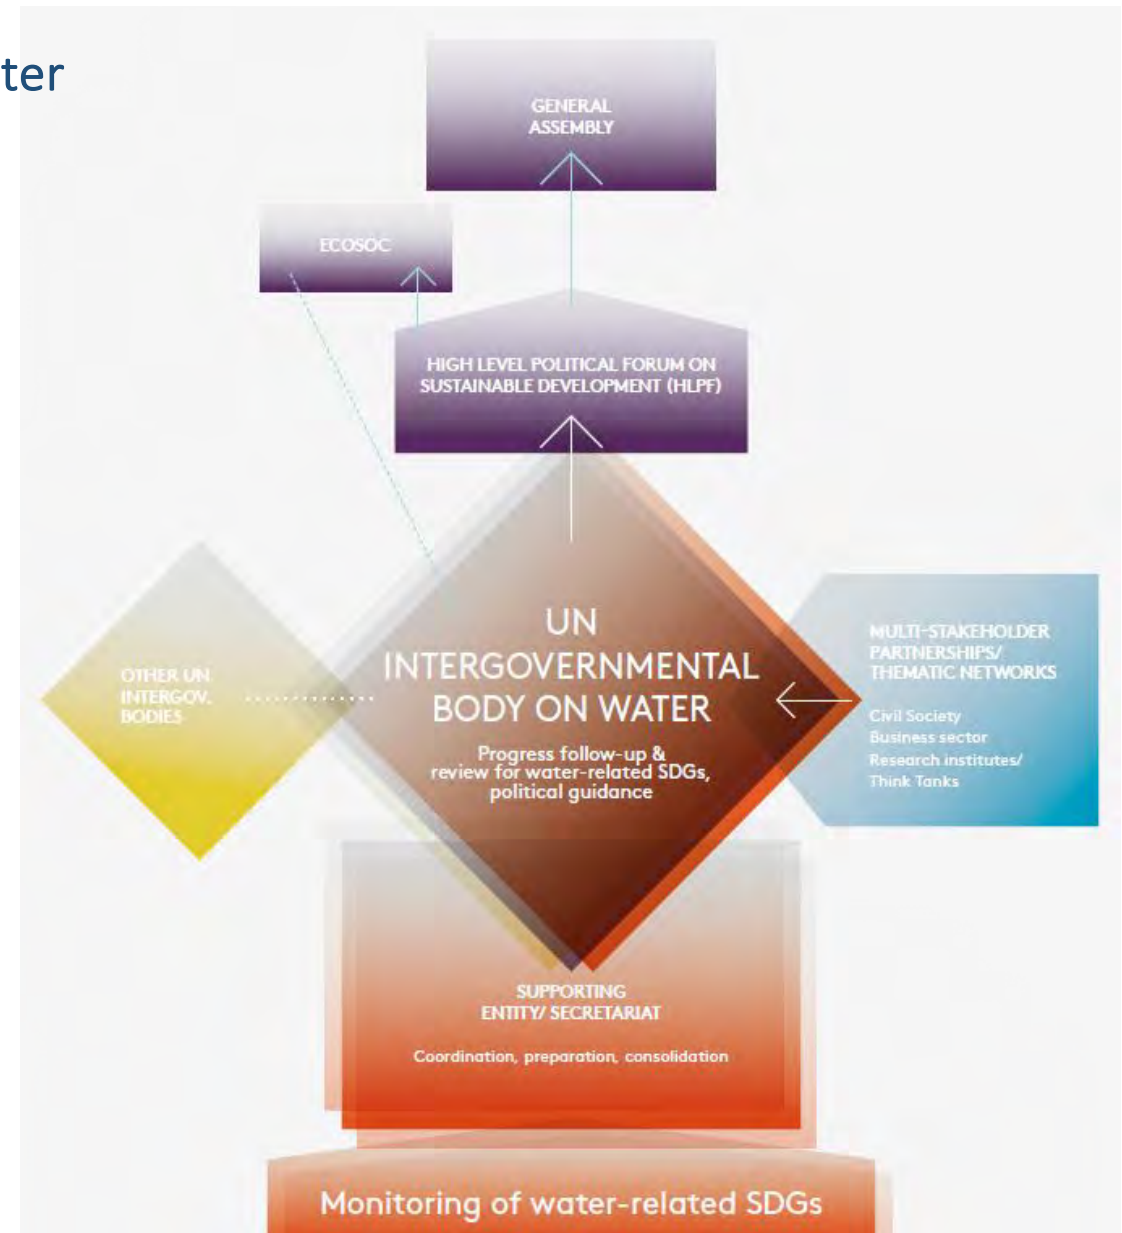 ter
GENERAL
ASSEMBLY
ECOSOC
HIGH LEVEL POLITICAL FORUM ON
SUSTAINABLE DEVELOPMENT (HLPF)
UN
INTERGOVERNMENTAL
BODY ON WATER
Progress follow-up &
review for water-related SDGs,
political guidance
OTHER UN
INTERGOV.
BODIES
MULTI-STAKEHOLDER
PARTNERSHIPS/
THEMATIC NETWORKS
Civil Society
Business sector
Research institutes/
Think Tanks
SUPPORTING
ENTITY/ SECRETARIAT
Coordination, preparation, consolidation
Monitoring of water-related SDGs